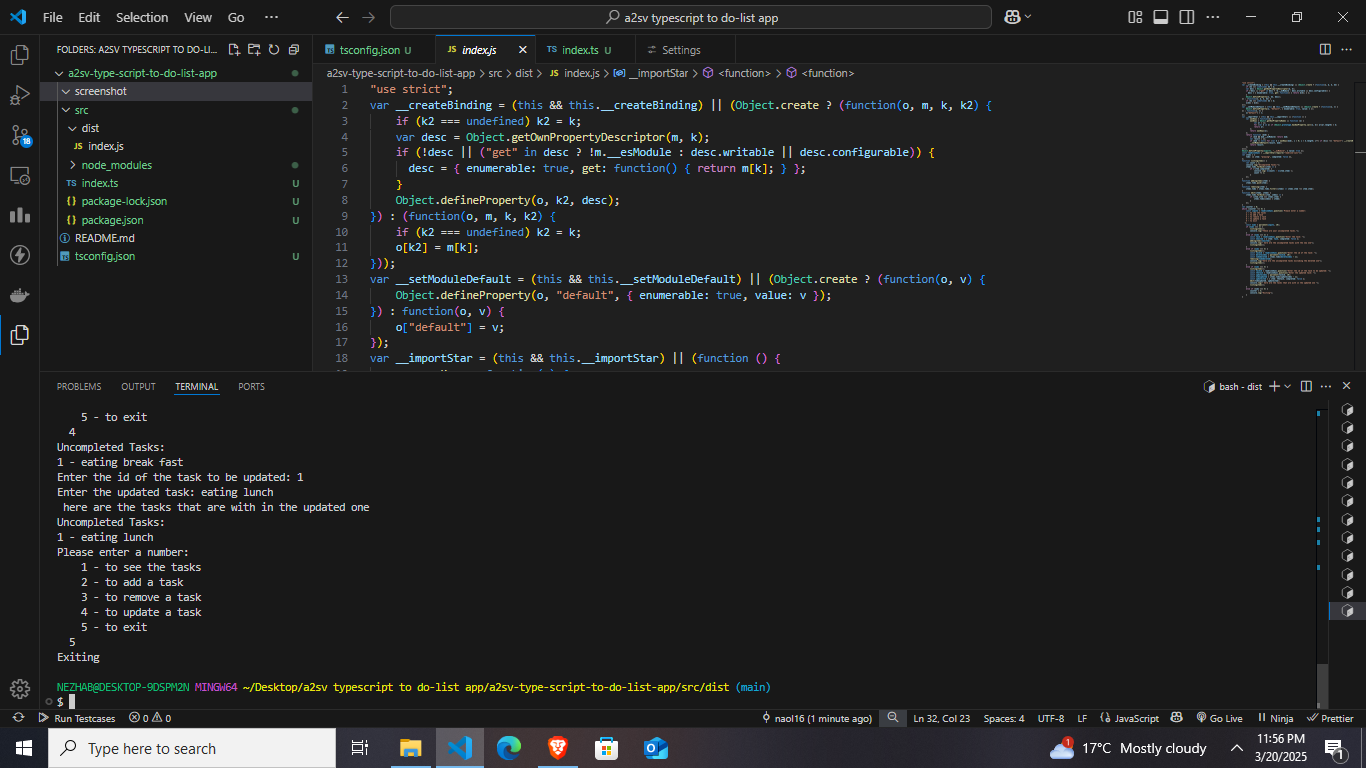 File Edit Selection View Go ··· a2sv typescript to do-list app
FOLDERS: A2SV TYPESCRIPT TO DO-LI...
a2sv-type-script-to-do-list-app
screenshot
src
dist
JS index.js
node_modules
TS index.ts U
{} package-lock.json U
{} package.json U
README.md
tsconfig.json U
18
tsconfig.json U JS index.js TS index.ts U Settings
a2sv-type-script-to-do-list-app > src > dist > JS index.js > __importStar > <function> > <function>
1 "use strict";
2 var __createBinding = (this && this.__createBinding) || (Object.create ? (function(o, m, k, k2) {
3 if (k2 === undefined) k2 = k;
4 var desc = Object.getOwnPropertyDescriptor(m, k);
5 if (!desc || ("get" in desc ? !m.__esModule : desc.writable || desc.configurable)) {
6 desc = { enumerable: true, get: function() { return m[k]; } };
7 }
8 Object.defineProperty(o, k2, desc);
9 }) : (function(o, m, k, k2) {
10 if (k2 === undefined) k2 = k;
11 o[k2] = m[k];
12 }));
13 var __setModuleDefault = (this && this.__setModuleDefault) || (Object.create ? (function(o, v) {
14 Object.defineProperty(o, "default", { enumerable: true, value: v });
15 }) : function(o, v) {
16 o["default"] = v;
17 });
18 var __importStar = (this && this.__importStar) || (function () {
PROBLEMS OUTPUT TERMINAL PORTS bash - dist
5 - to exit
4
Uncompleted Tasks:
1 - eating break fast
Enter the id of the task to be updated: 1
Enter the updated task: eating lunch
here are the tasks that are with in the updated one
Uncompleted Tasks:
1 - eating lunch
Please enter a number:
1 - to see the tasks
2 - to add a task
3 - to remove a task
4 - to update a task
5 - to exit
5
Exiting
NEZHAB@DESKTOP-9DSPM2N MINGW64 ~/Desktop/a2sv typescript to do-list app/a2sv-type-script-to-do-list-app/src/dist (main)
$
Run Testcases 0 0 naol16 (1 minute ago) Ln 32, Col 23 Spaces: 4 UTF-8 LF {} JavaScript Go Live Ninja Prettier
Type here to search 1 17°C Mostly cloudy 11:56 PM
3/20/2025 1